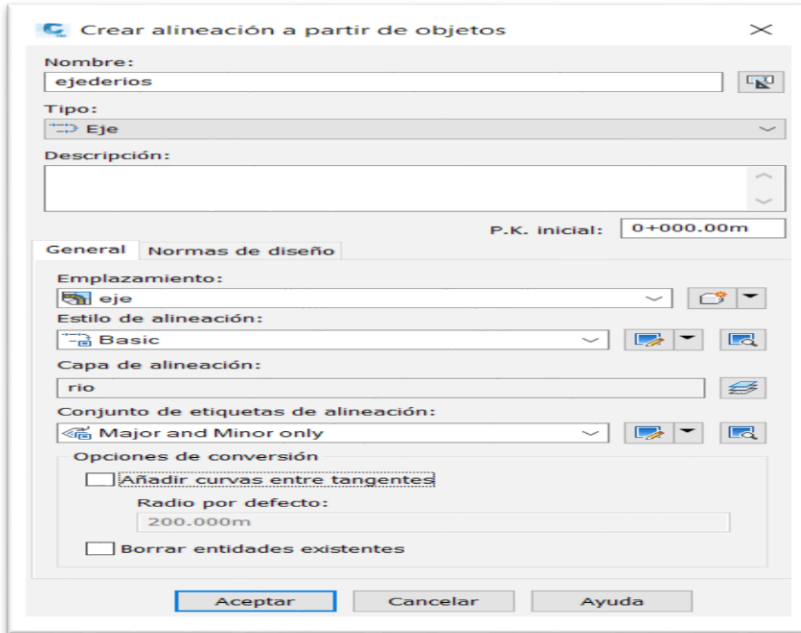 Crear alineación a partir de objetos
Nombre:
ejederios
Tipo:
Eje
Descripción:
P.K. inicial: 0+000.00m
General Normas de diseño
Emplazamiento:
eje
Estilo de alineación:
Basic
Capa de alineación:
rio
Conjunto de etiquetas de alineación:
Major and Minor only
Opciones de conversión
Añadir curvas entre tangentes
Radio por defecto:
200.000m
Borrar entidades existentes
Aceptar Cancelar Ayuda